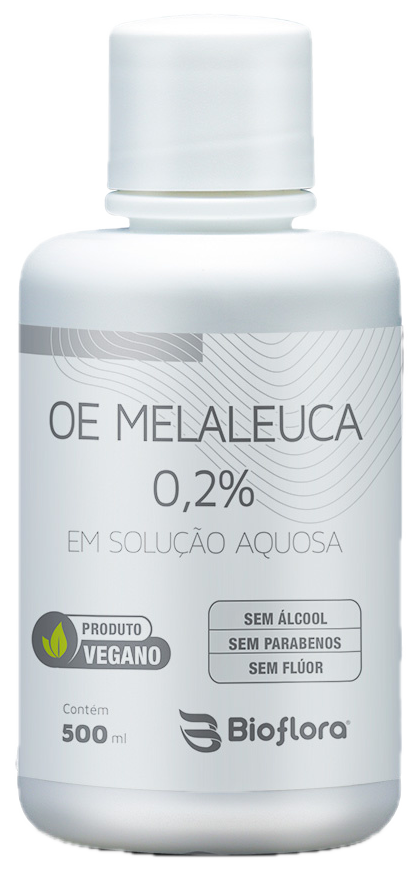 OE MELALEUCA
0,2%
EM SOLUÇÃO AQUOSA
PRODUTO
VEGANO
SEM ÁLCOOL
SEM PARABENOS
SEM FLÚOR
Contém
500 ml
Bioflora®